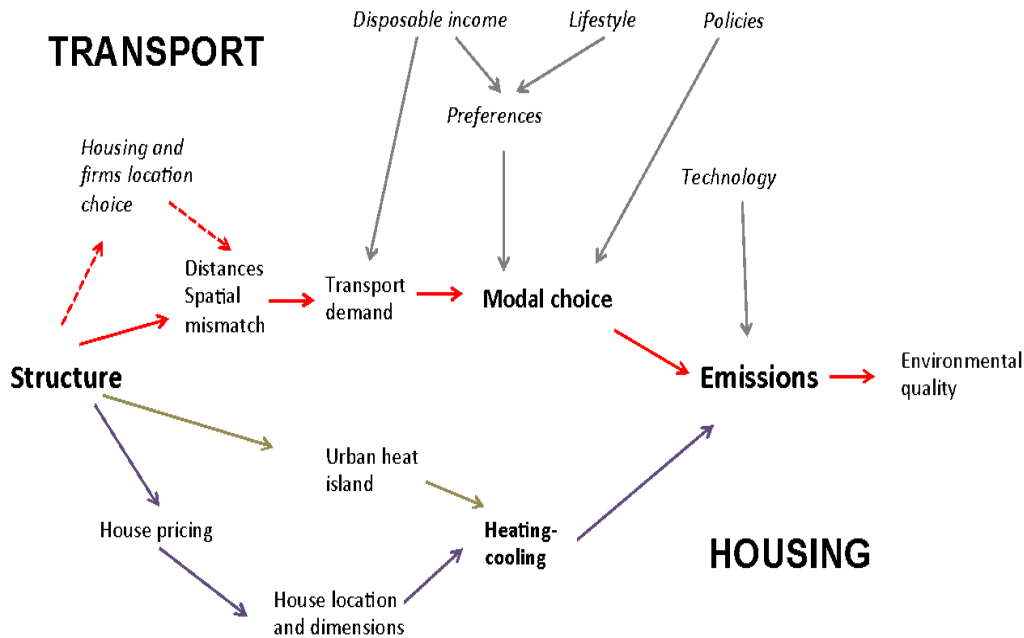 Disposable income
Lifestyle
Policies
TRANSPORT
Preferences
Housing and
firms location
choice
Technology
Distances
Spatial
mismatch
Transport
demand
Modal choice
Structure
Emissions
Environmental
quality
Urban heat
island
House pricing
Heating-
cooling
HOUSING
House location
and dimensions